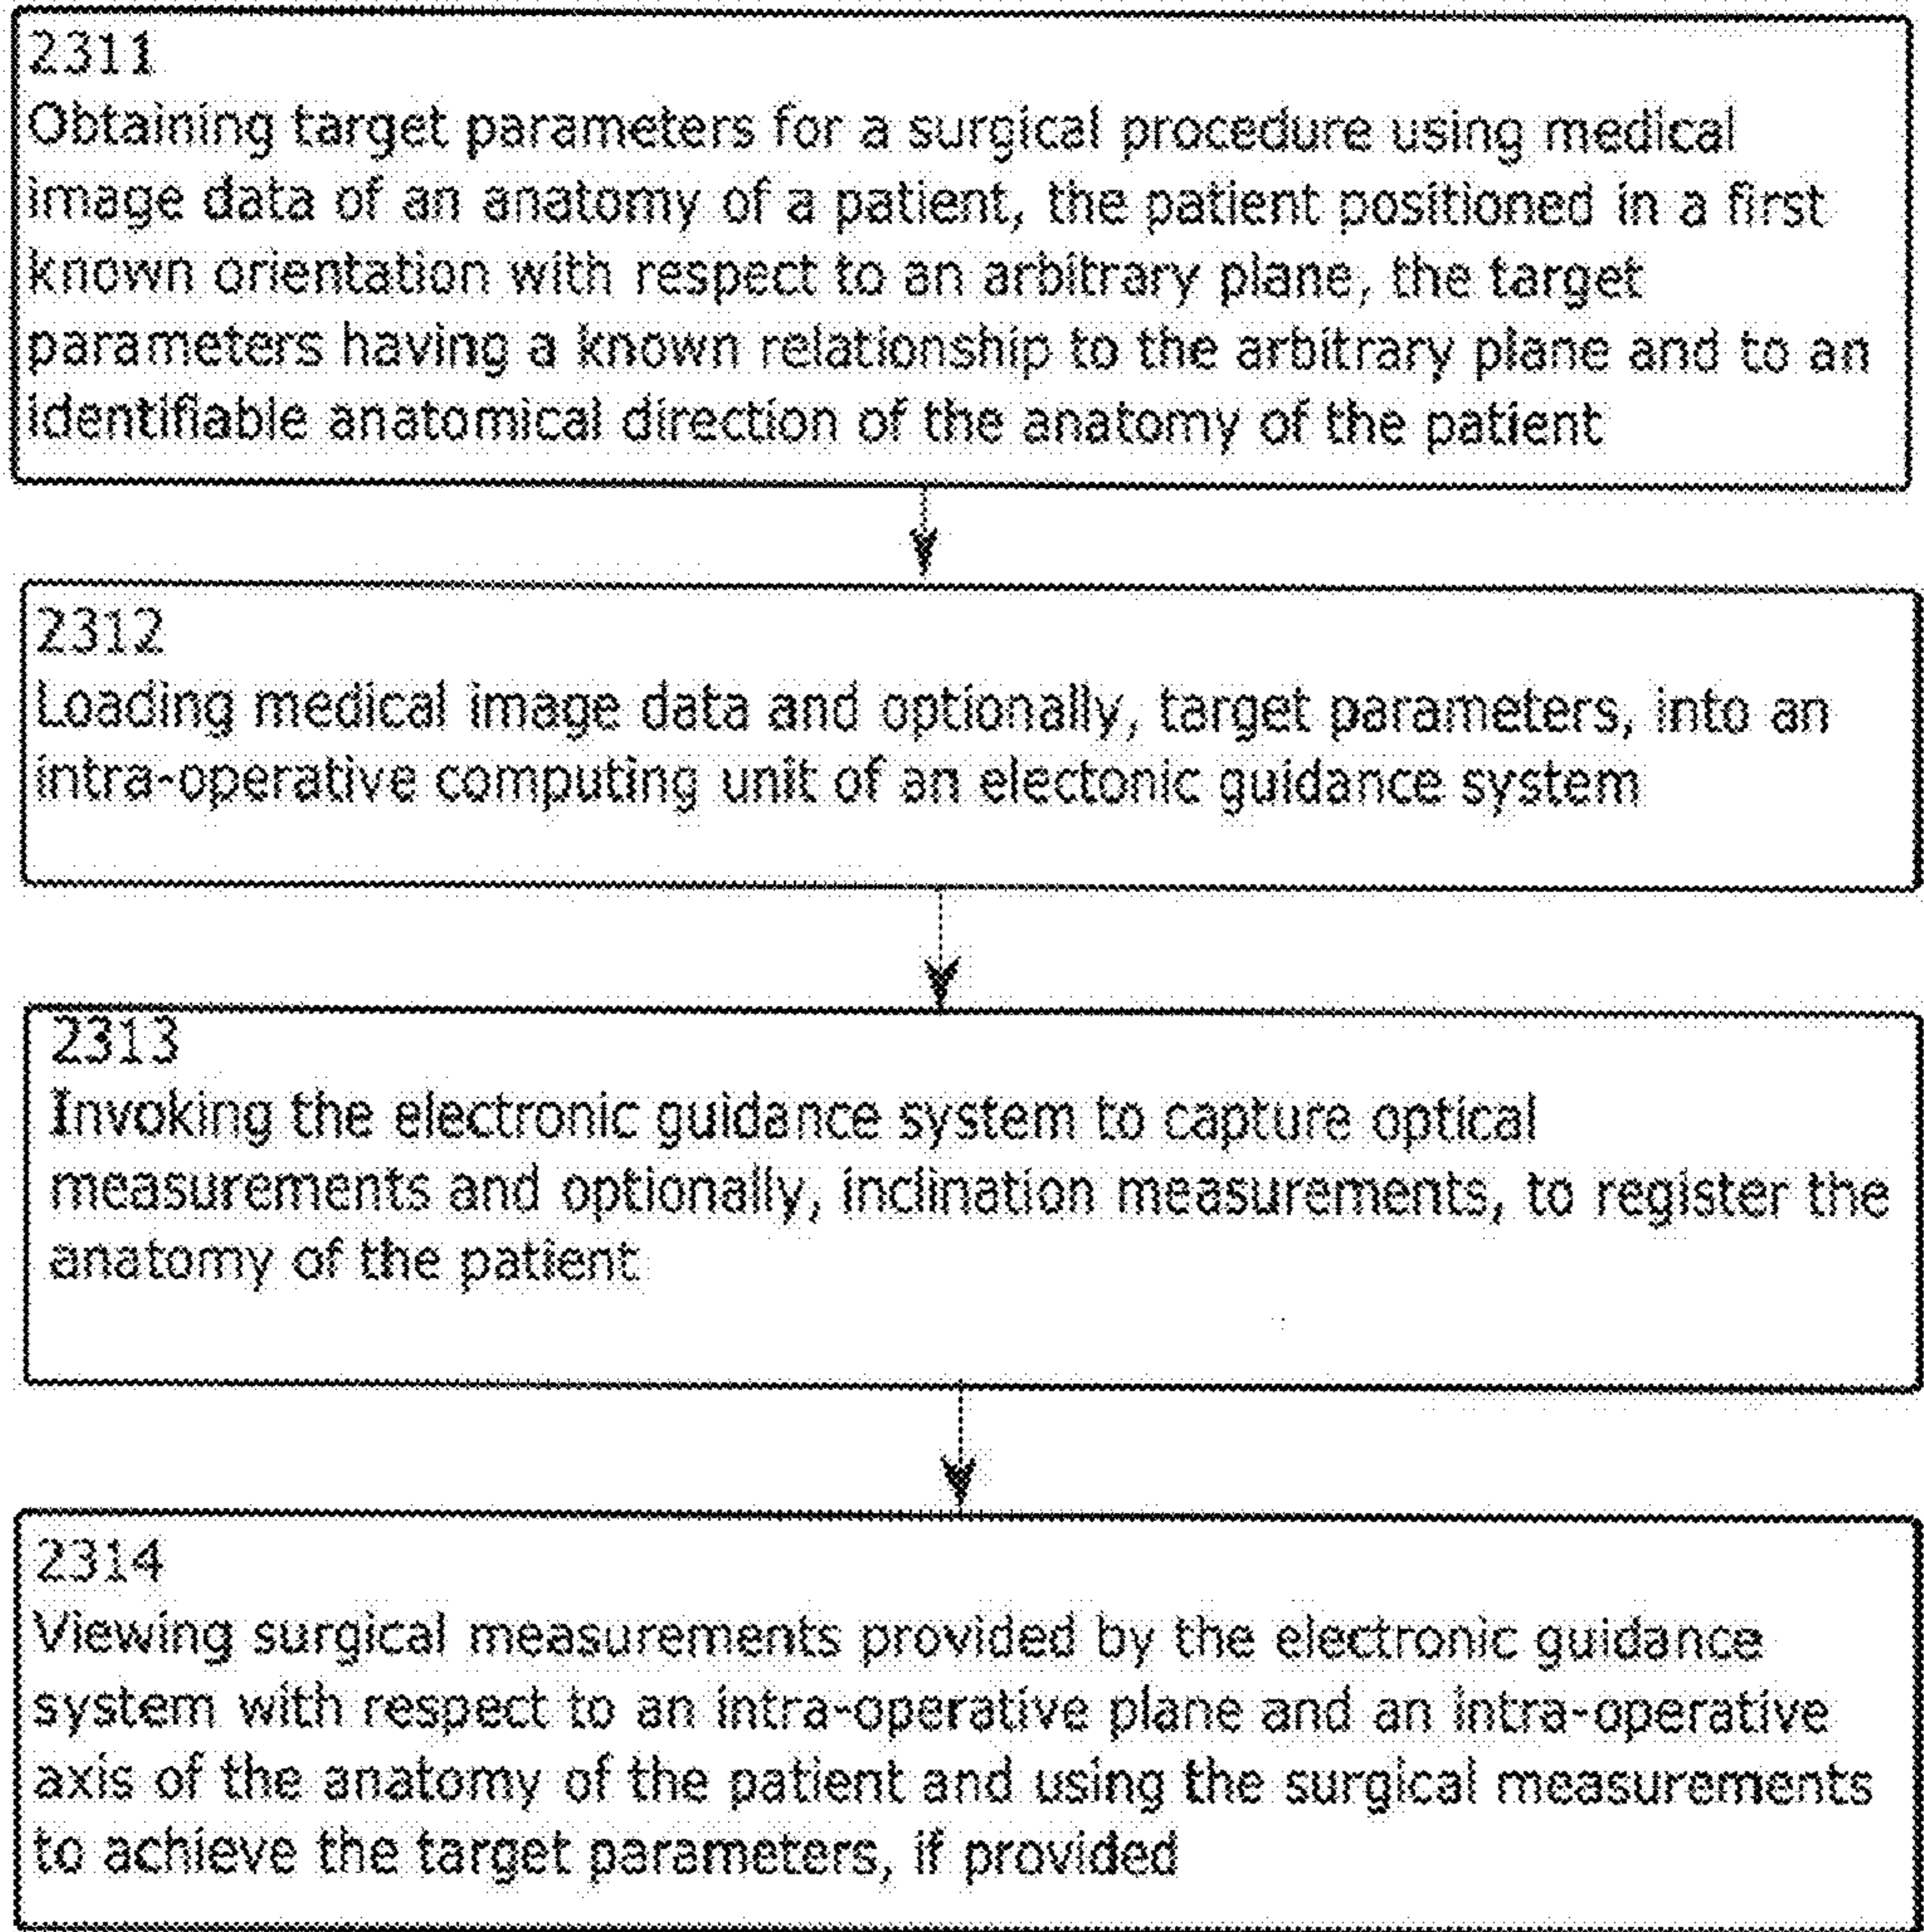 2311
Obtaining target parameters for a surgical procedure using medical
image data of an anatomy of a patient, the patient positioned in a first
known orientation with respect to an arbitrary plane, the target
parameters having a known relationship to the arbitrary plane and to an
identifiable anatomical direction of the anatomy of the patient
2312
Loading medical image data and optionally, target parameters, into an
intra-operative computing unit of an electonic guidance system
2313
Invoking the electronic guidance system to capture optical
measurements and optionally, inclination measurements, to register the
anatomy of the patient
2314
Viewing surgical measurements provided by the electronic guidance
system with respect to an intra-operative plane and an intra-operative
axis of the anatomy of the patient and using the surgical measurements
to achieve the target parameters, if provided